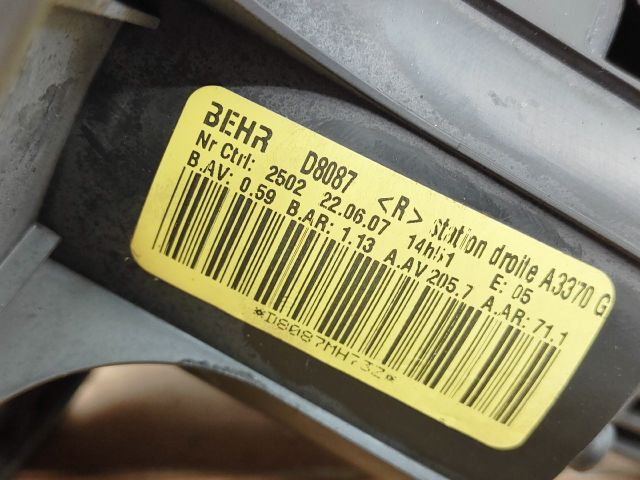 BEHR D8087 <R> station droite A3370 G
Nr Ctrl: 2502 22.06.07 14h51 E: 05
B.AV: 0.59 B.AR: 1.13 A.AV 205.7 A.AR: 71.1
*D8087MH732*